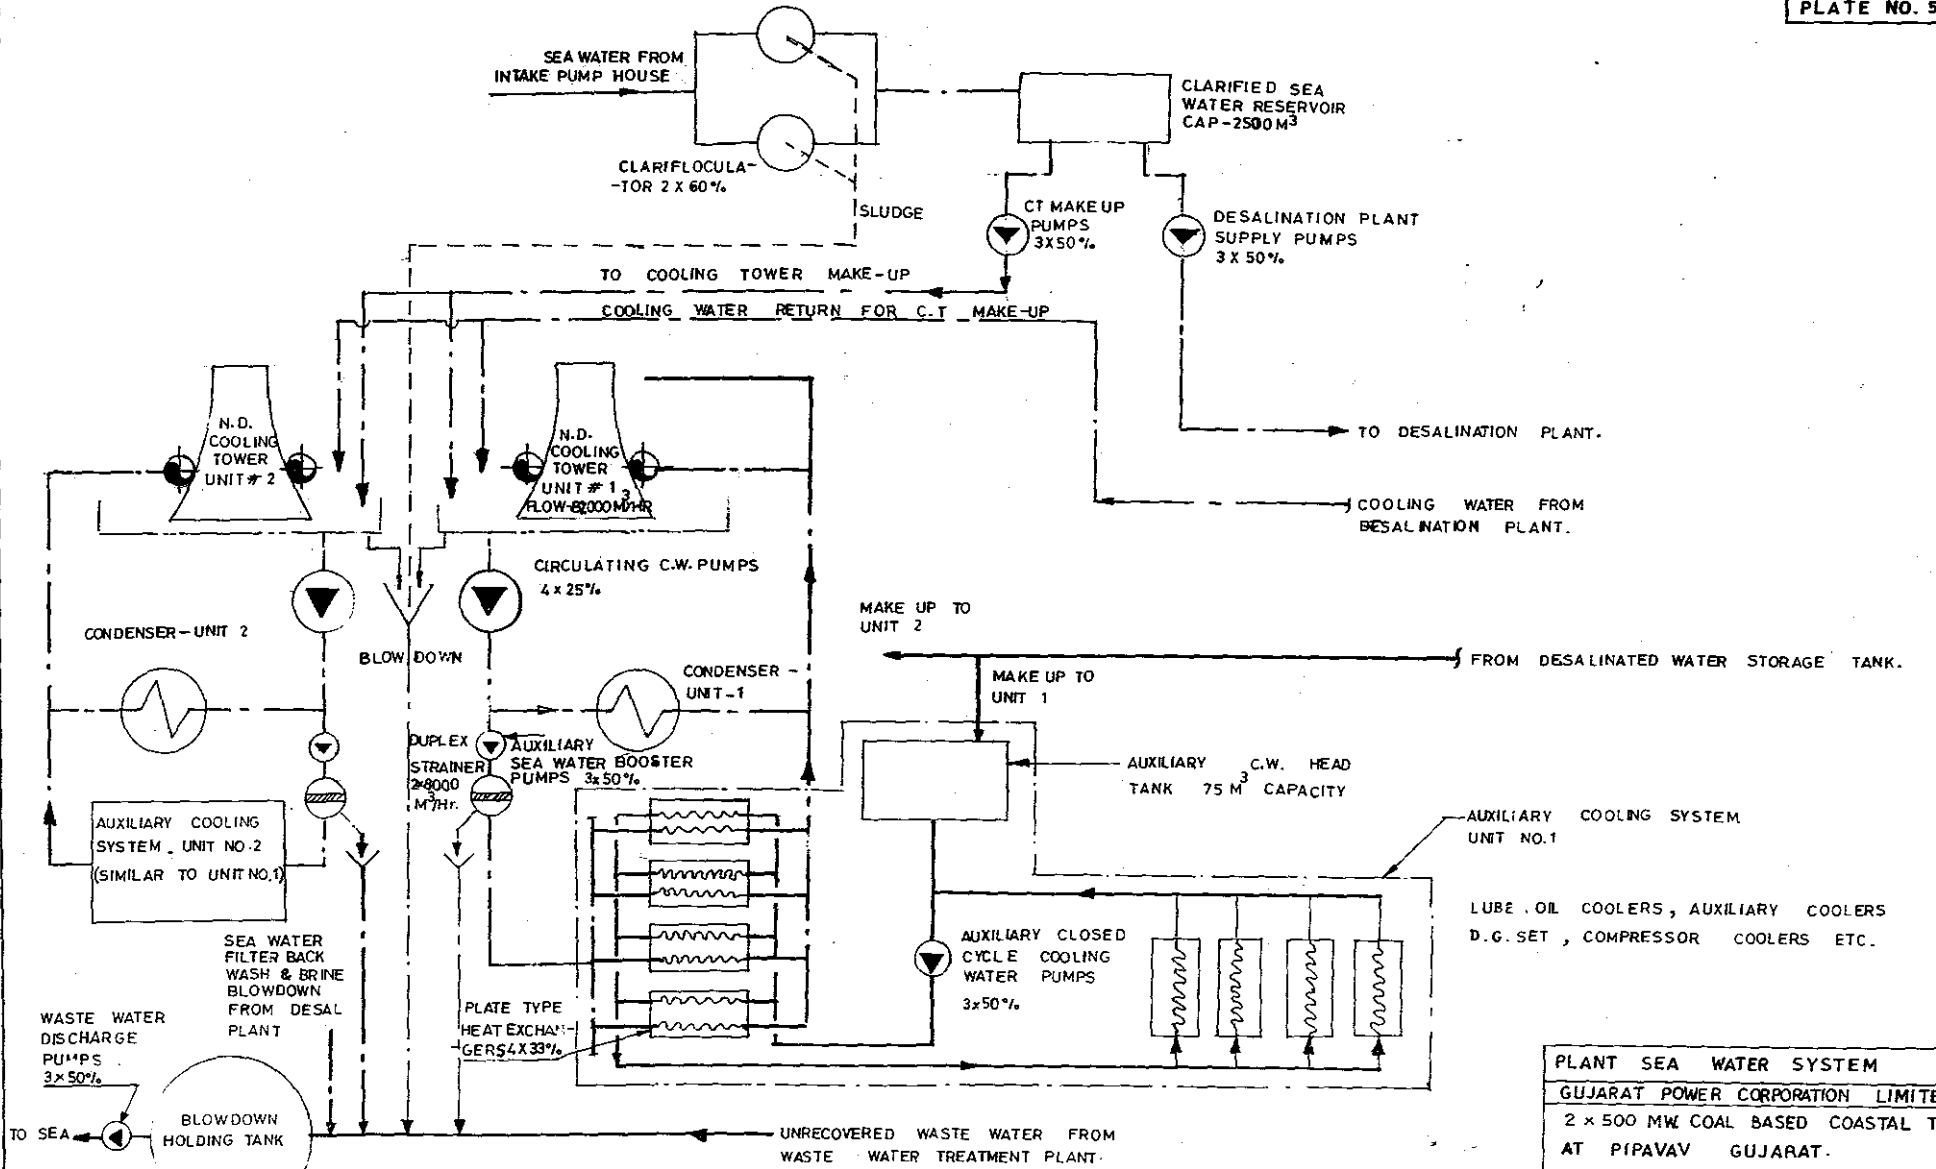 PLATE NO. 5
SEA WATER FROM
INTAKE PUMP HOUSE
CLARIFLOCULA-
-TOR 2 X 60%
SLUDGE
CLARIFIED SEA
WATER RESERVOIR
CAP-2500 M3
CT MAKE UP
PUMPS
3X50%
DESALINATION PLANT
SUPPLY PUMPS
3 X 50%
TO COOLING TOWER MAKE-UP
COOLING WATER RETURN FOR C.T MAKE-UP
N.D.
COOLING
TOWER
UNIT # 2
N.D.
COOLING
TOWER
UNIT # 1
FLOW-82000 M3/HR
TO DESALINATION PLANT.
COOLING WATER FROM
DESALINATION PLANT.
CIRCULATING C.W. PUMPS
4 x 25%
CONDENSER-UNIT 2
BLOW DOWN
CONDENSER -
UNIT-1
MAKE UP TO
UNIT 2
FROM DESALINATED WATER STORAGE TANK.
MAKE UP TO
UNIT 1
DUPLEX
STRAINER
2x8000
M3/Hr.
AUXILIARY
SEA WATER BOOSTER
PUMPS 3x50%
AUXILIARY C.W. HEAD
TANK 75 M3 CAPACITY
AUXILIARY COOLING
SYSTEM - UNIT NO.2
(SIMILAR TO UNIT NO.1)
AUXILIARY COOLING SYSTEM
UNIT NO.1
LUBE . OIL COOLERS , AUXILIARY COOLERS
D.G. SET , COMPRESSOR COOLERS ETC.
AUXILIARY CLOSED
CYCLE COOLING
WATER PUMPS
3x50%
SEA WATER
FILTER BACK
WASH & BRINE
BLOWDOWN
FROM DESAL
PLANT
PLATE TYPE
HEAT EXCHAN-
GERS 4X33%
WASTE WATER
DISCHARGE
PUMPS
3x50%
TO SEA
BLOWDOWN
HOLDING TANK
UNRECOVERED WASTE WATER FROM
WASTE WATER TREATMENT PLANT.
PLANT SEA WATER SYSTEM
GUJARAT POWER CORPORATION LIMITE
2 x 500 MW COAL BASED COASTAL T
AT PIPAVAV GUJARAT.